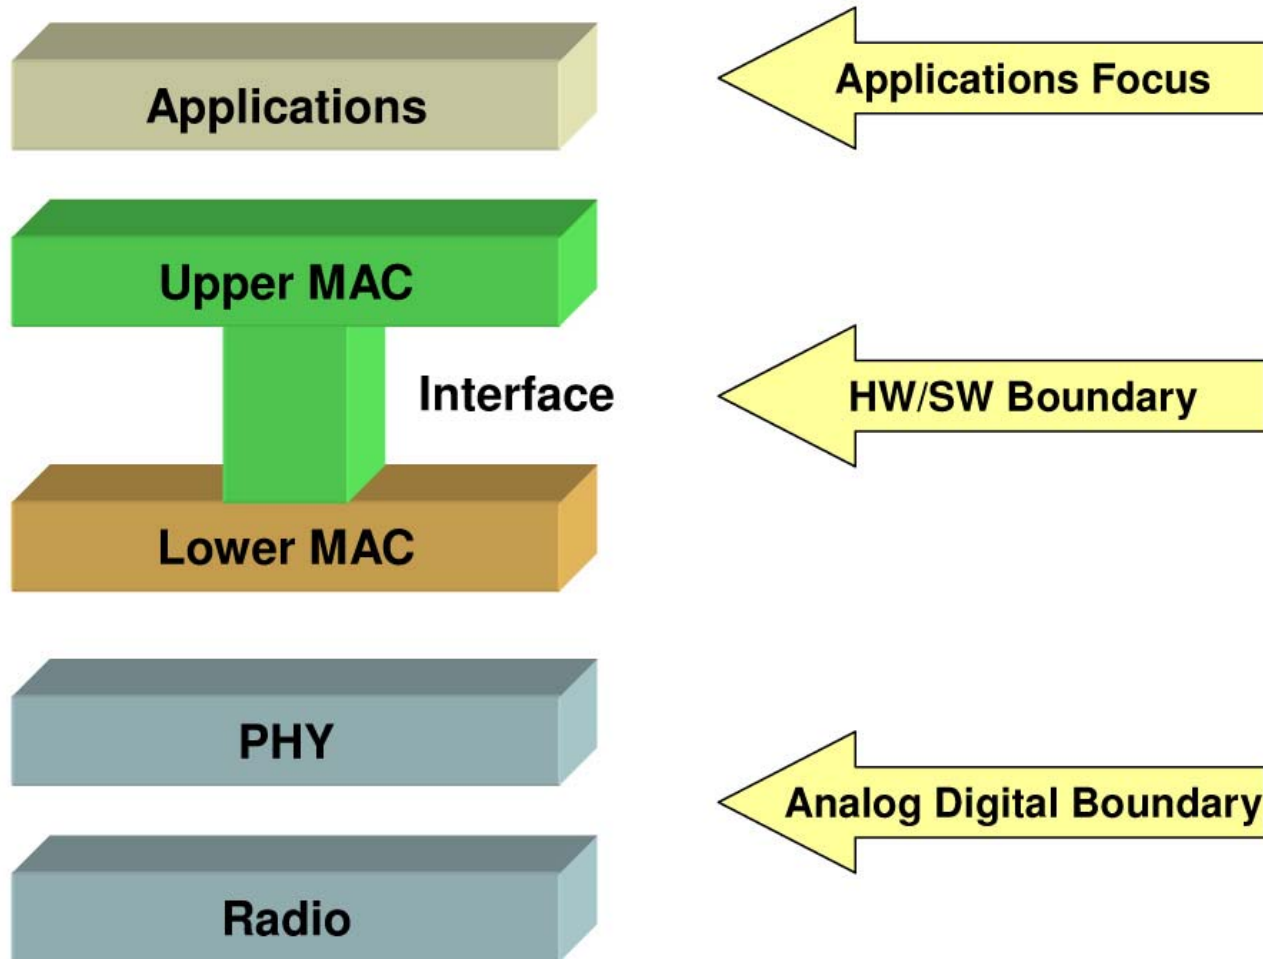 Applications
Applications Focus
Upper MAC
Interface
HW/SW Boundary
Lower MAC
PHY
Analog Digital Boundary
Radio